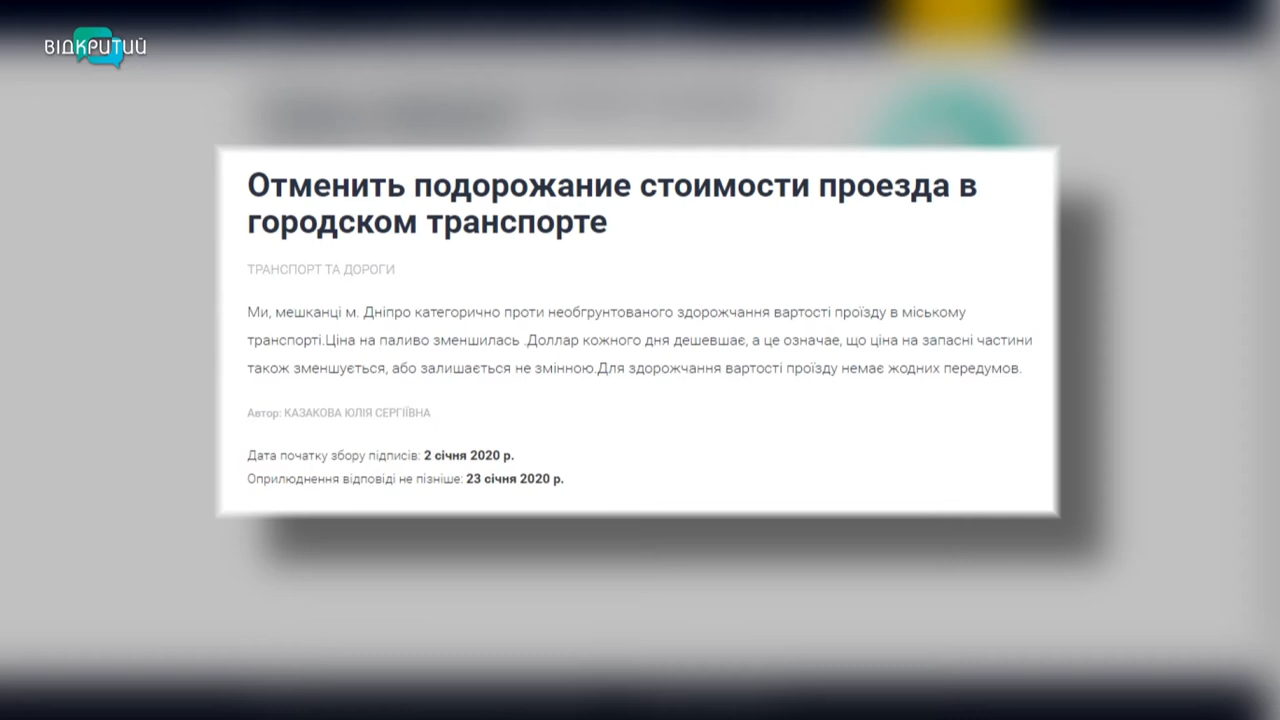 ВІДКРИТИЙ
Отменить подорожание стоимости проезда в
городском транспорте
ТРАНСПОРТ ТА ДОРОГИ
Ми, мешканці м. Дніпро категорично проти необгрунтованого здорожчання вартості проїзду в міському
транспорті.Ціна на паливо зменшилась .Доллар кожного дня дешевшає, а це означає, що ціна на запасні частини
також зменшується, або залишається не змінною.Для здорожчання вартості проїзду немає жодних передумов.
Автор: КАЗАКОВА ЮЛІЯ СЕРГІЇВНА
Дата початку збору підписів: 2 січня 2020 р.
Оприлюднення відповіді не пізніше: 23 січня 2020 р.